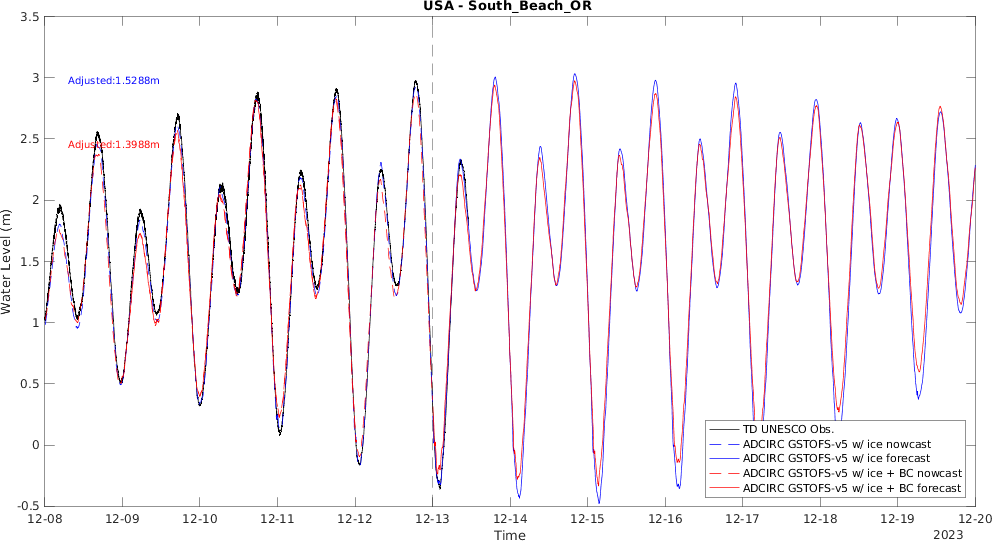 USA - South_Beach_OR
3.5
3
2.5
2
1.5
1
0.5
0
-0.5
Water Level (m)
Adjusted:1.5288m
Adjusted:1.3988m
TD UNESCO Obs.
ADCIRC GSTOFS-v5 w/ ice nowcast
ADCIRC GSTOFS-v5 w/ ice forecast
ADCIRC GSTOFS-v5 w/ ice + BC nowcast
ADCIRC GSTOFS-v5 w/ ice + BC forecast
12-08 12-09 12-10 12-11 12-12 12-13 12-14 12-15 12-16 12-17 12-18 12-19 12-20
Time
2023